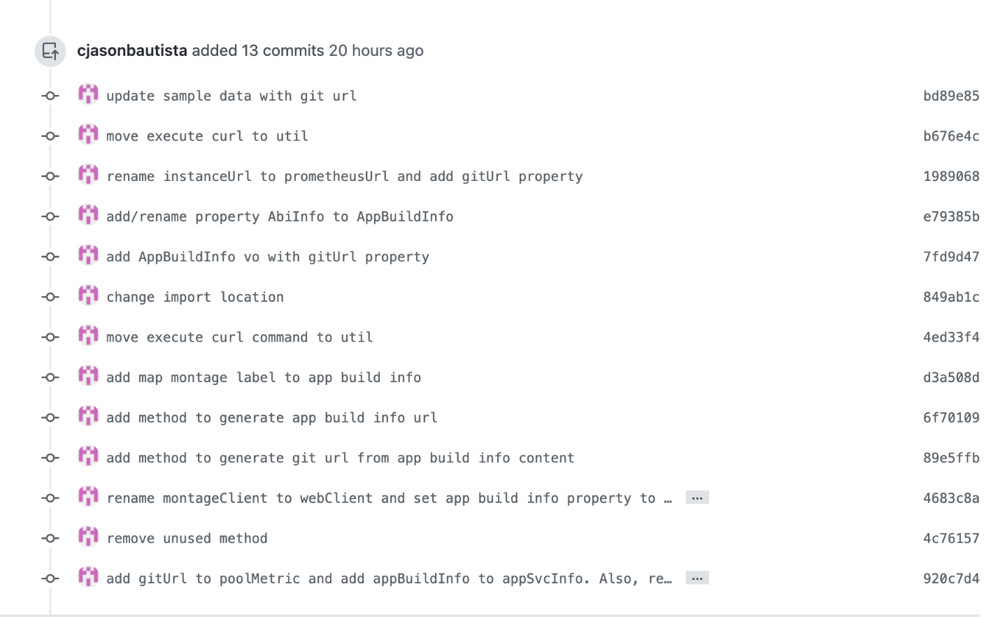 cjasonbautista added 13 commits 20 hours ago
update sample data with git url bd89e85
move execute curl to util b676e4c
rename instanceUrl to prometheusUrl and add gitUrl property 1989068
add/rename property AbiInfo to AppBuildInfo e79385b
add AppBuildInfo vo with gitUrl property 7fd9d47
change import location 849ab1c
move execute curl command to util 4ed33f4
add map montage label to app build info d3a508d
add method to generate app build info url 6f70109
add method to generate git url from app build info content 89e5ffb
rename montageClient to webClient and set app build info property to … ... 4683c8a
remove unused method 4c76157
add gitUrl to poolMetric and add appBuildInfo to appSvcInfo. Also, re… ... 920c7d4